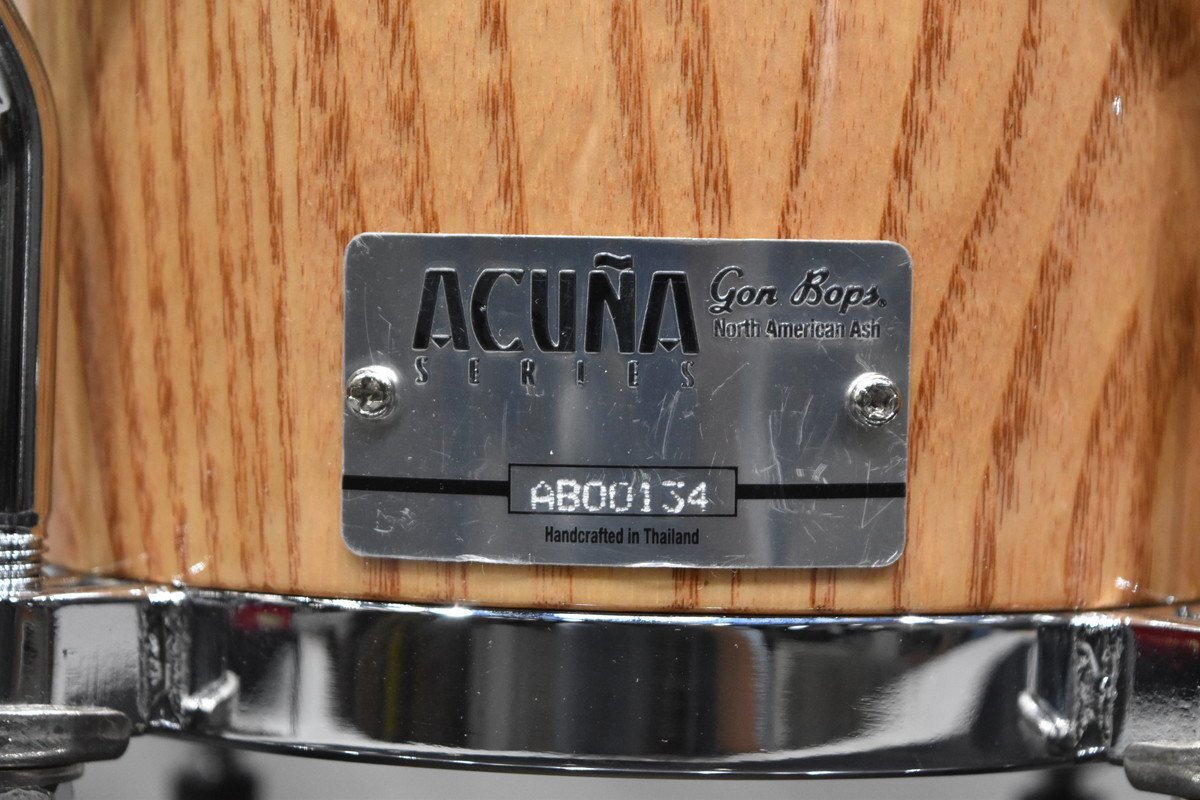 ACUÑA
SERIES
Gon Bops®
North American Ash
AB00134
Handcrafted in Thailand